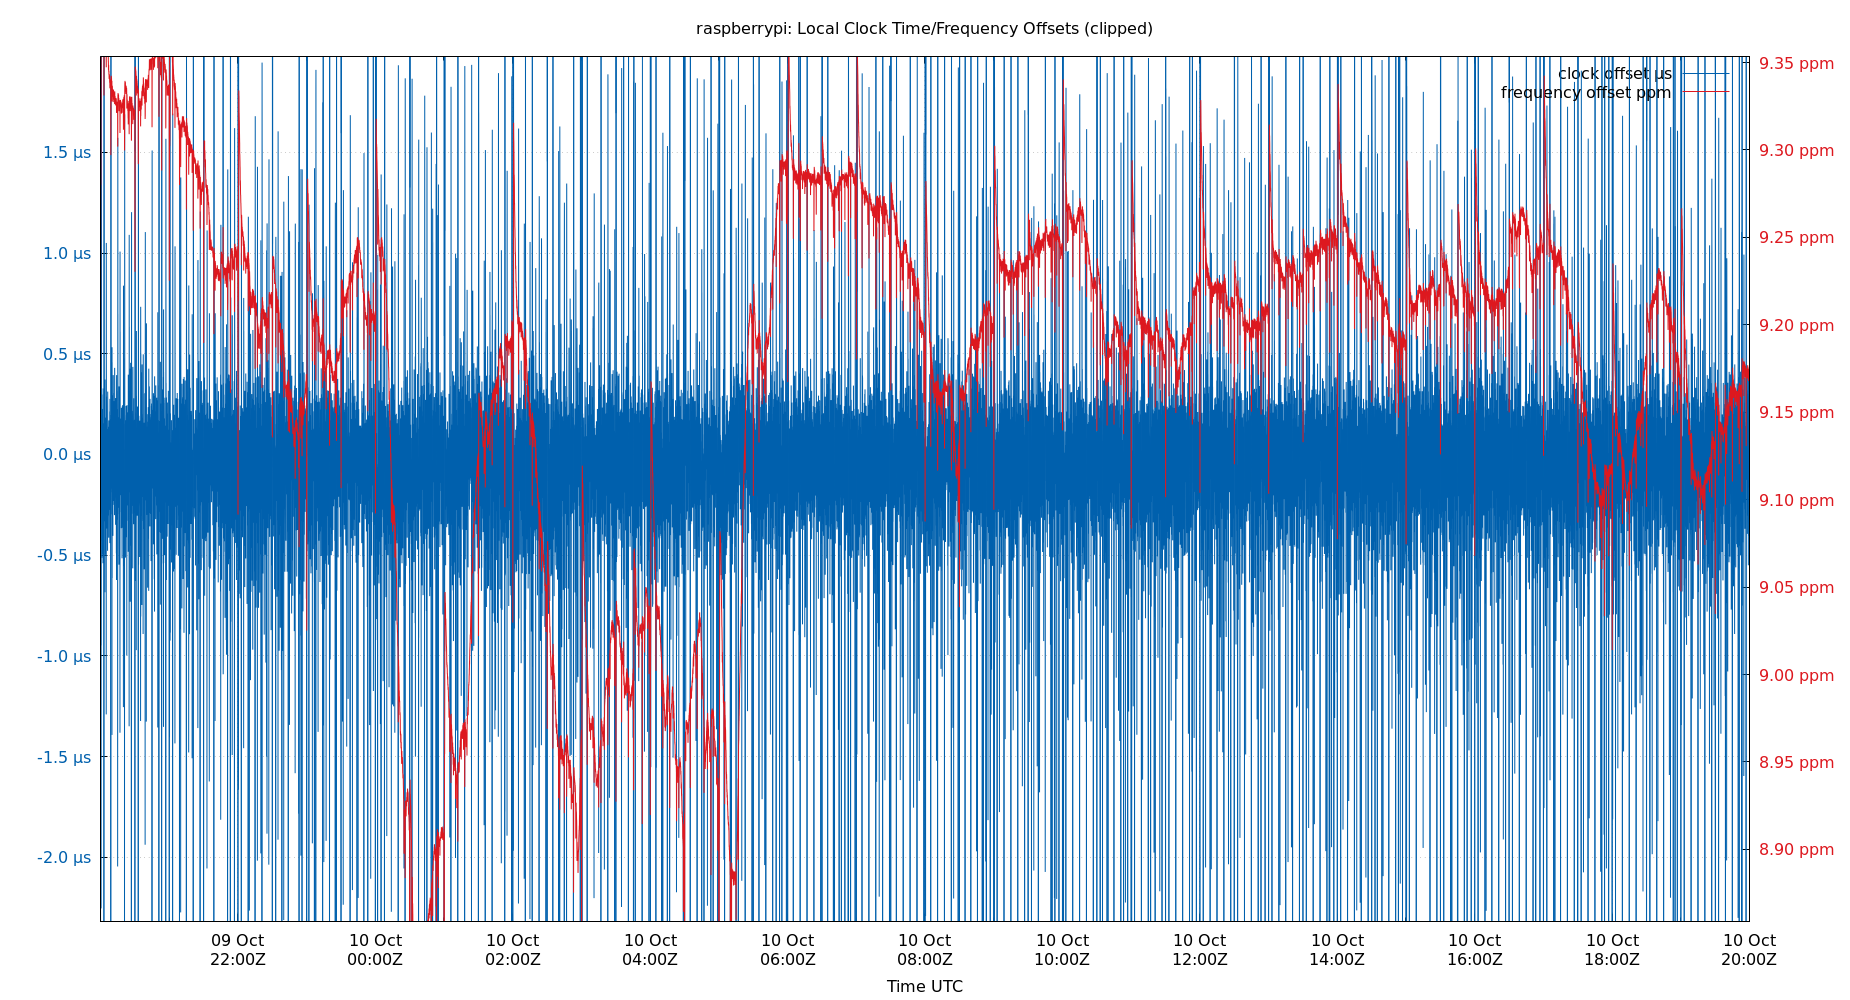 raspberrypi: Local Clock Time/Frequency Offsets (clipped)
clock offset µs
frequency offset ppm
1.5 µs
1.0 µs
0.5 µs
0.0 µs
-0.5 µs
-1.0 µs
-1.5 µs
-2.0 µs
9.35 ppm
9.30 ppm
9.25 ppm
9.20 ppm
9.15 ppm
9.10 ppm
9.05 ppm
9.00 ppm
8.95 ppm
8.90 ppm
09 Oct
22:00Z
10 Oct
00:00Z
10 Oct
02:00Z
10 Oct
04:00Z
10 Oct
06:00Z
10 Oct
08:00Z
10 Oct
10:00Z
10 Oct
12:00Z
10 Oct
14:00Z
10 Oct
16:00Z
10 Oct
18:00Z
10 Oct
20:00Z
Time UTC